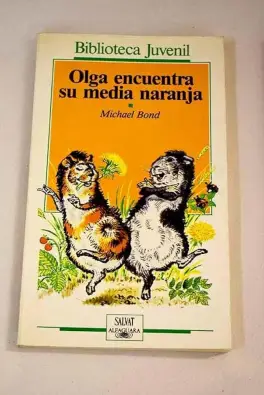 Biblioteca Juvenil
Olga encuentra
su media naranja
Michael Bond
SALVAT
ALFAGUARA